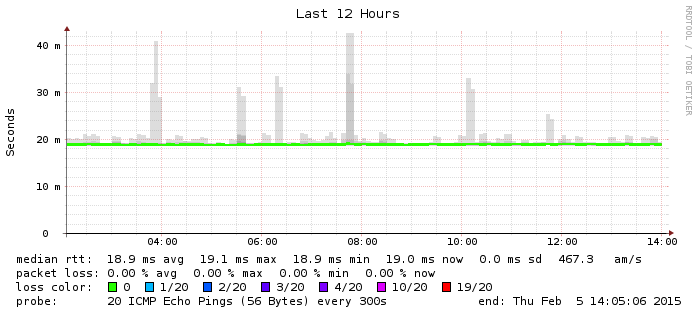 Last 12 Hours
RRDTOOL / TOBI OETIKER
Seconds
40 m
30 m
20 m
10 m
0
04:00 06:00 08:00 10:00 12:00 14:00
median rtt: 18.9 ms avg 19.1 ms max 18.9 ms min 19.0 ms now 0.0 ms sd 467.3 am/s
packet loss: 0.00 % avg 0.00 % max 0.00 % min 0.00 % now
loss color: 0 1/20 2/20 3/20 4/20 10/20 19/20
probe: 20 ICMP Echo Pings (56 Bytes) every 300s end: Thu Feb 5 14:05:06 2015